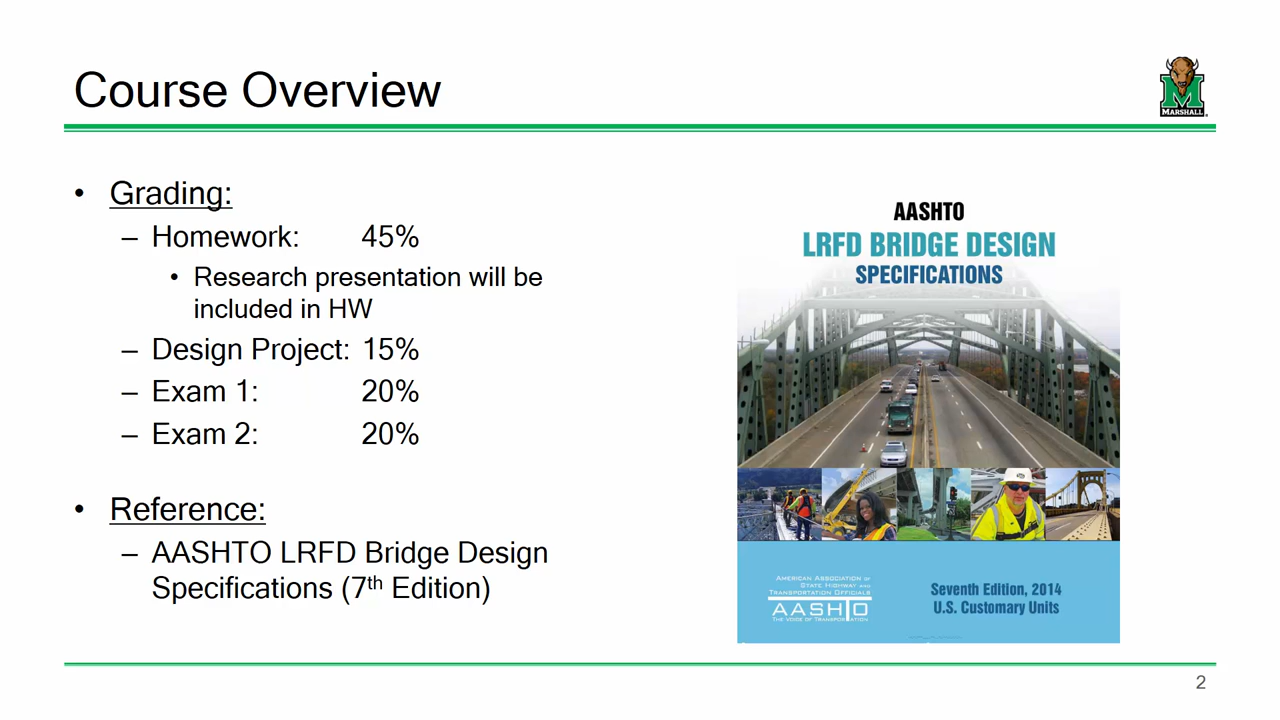 Course Overview
MARSHALL
• Grading:
– Homework: 45%
• Research presentation will be
included in HW
– Design Project: 15%
– Exam 1: 20%
– Exam 2: 20%
• Reference:
– AASHTO LRFD Bridge Design
Specifications (7th Edition)
AASHTO
LRFD BRIDGE DESIGN
SPECIFICATIONS
AMERICAN ASSOCIATION OF
STATE HIGHWAY AND
TRANSPORTATION OFFICIALS
AASHTO
THE VOICE OF TRANSPORTATION
Seventh Edition, 2014
U.S. Customary Units
2